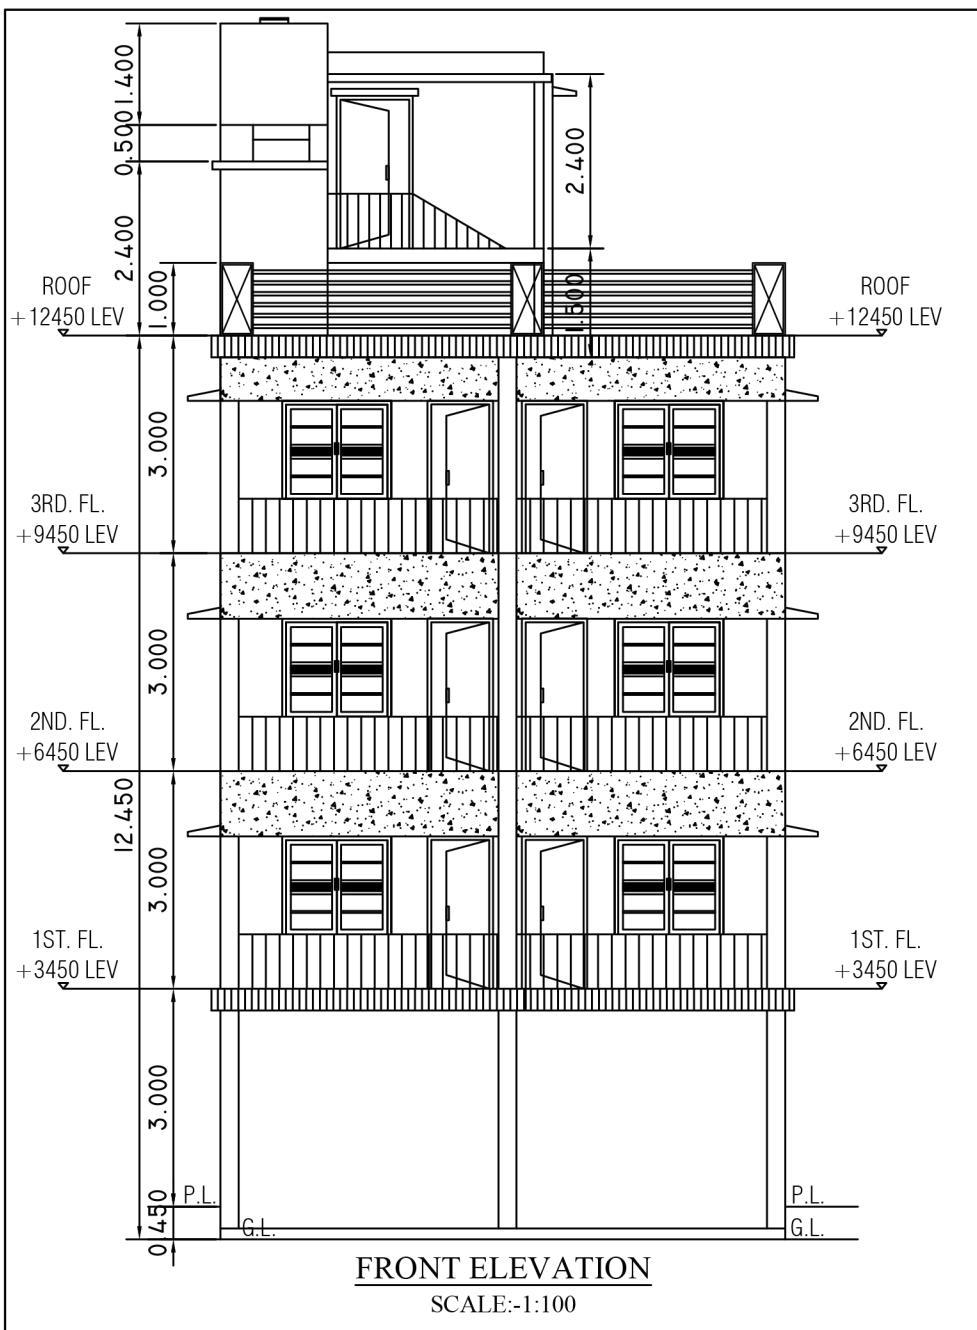 1.400
0.500
2.400
2.400
1.000
1.500
ROOF
+12450 LEV
ROOF
+12450 LEV
3.000
3RD. FL.
+9450 LEV
3RD. FL.
+9450 LEV
3.000
2ND. FL.
+6450 LEV
2ND. FL.
+6450 LEV
12.450
3.000
1ST. FL.
+3450 LEV
1ST. FL.
+3450 LEV
3.000
0.450
P.L.
P.L.
G.L.
G.L.
FRONT ELEVATION
SCALE:-1:100